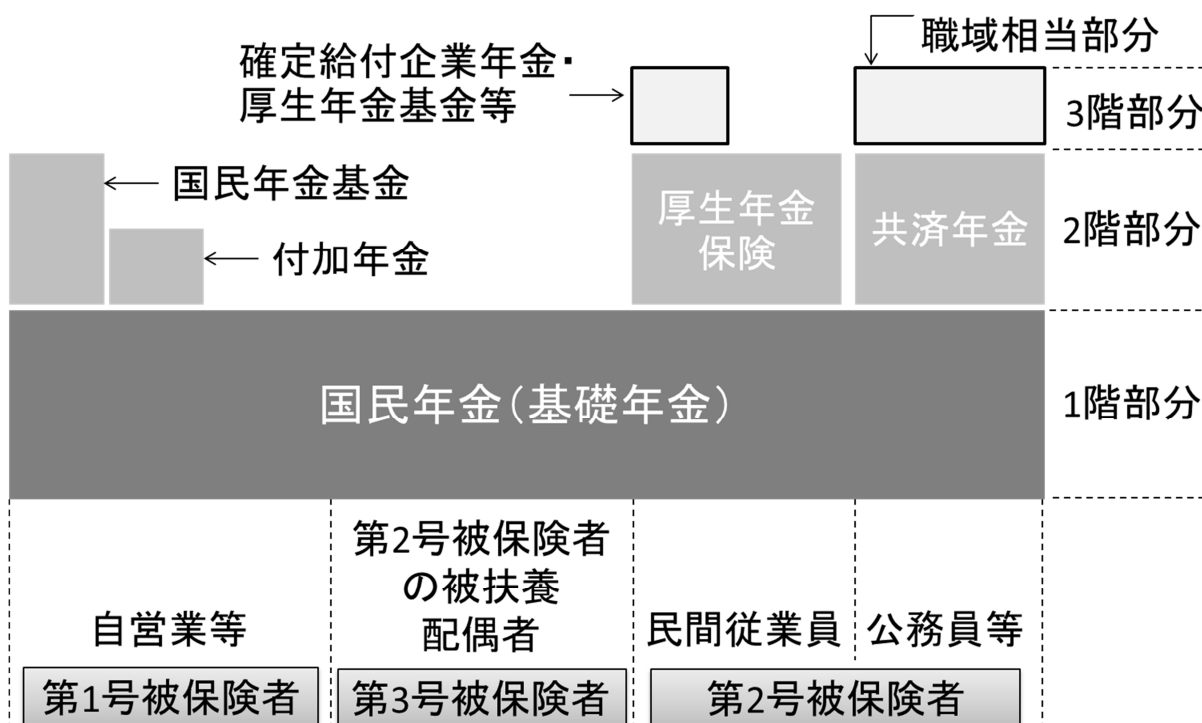 職域相当部分
確定給付企業年金・
厚生年金基金等
3階部分
国民年金基金
付加年金
厚生年金
保険
共済年金
2階部分
国民年金(基礎年金)
1階部分
自営業等
第2号被保険者
の被扶養
配偶者
民間従業員
公務員等
第1号被保険者
第3号被保険者
第2号被保険者